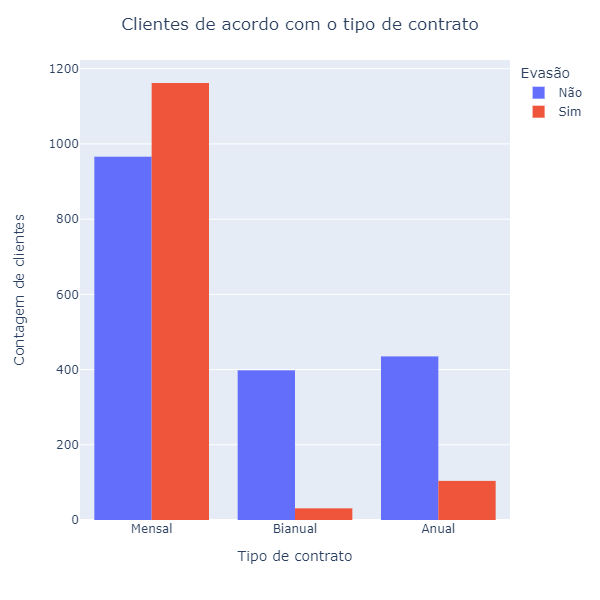 Clientes de acordo com o tipo de contrato
Evasão
Não
Sim
1200
1000
800
600
400
200
0
Contagem de clientes
Mensal
Bianual
Anual
Tipo de contrato